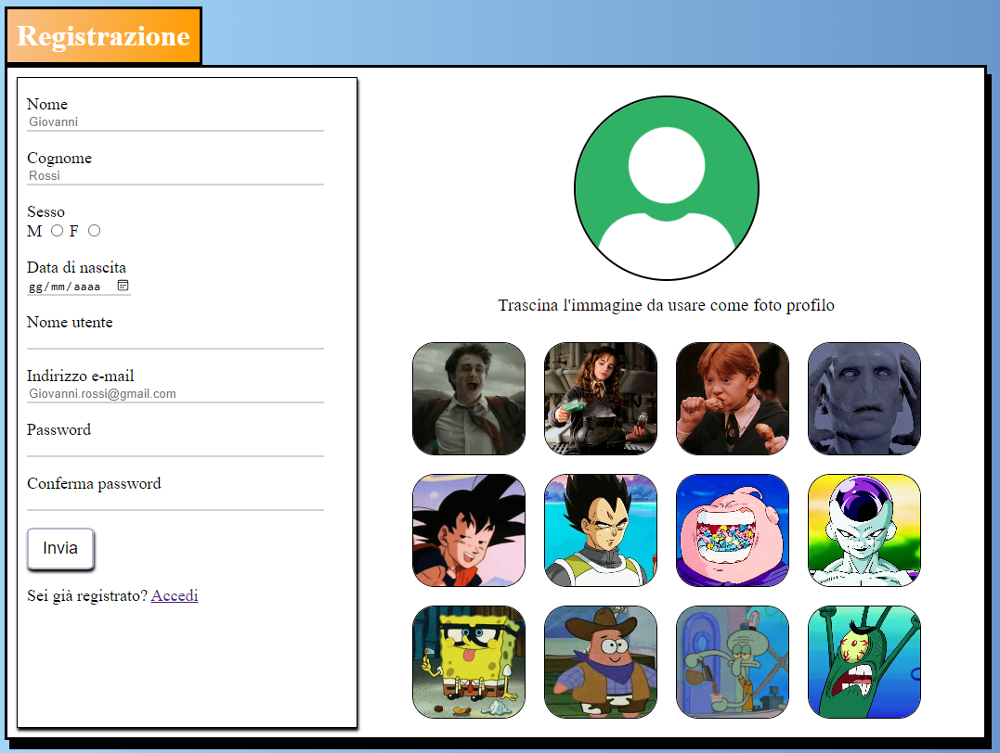 Registrazione
Nome
Giovanni
Cognome
Rossi
Sesso
M F
Data di nascita
gg/mm/aaaa
Nome utente
Indirizzo e-mail
Giovanni.rossi@gmail.com
Password
Conferma password
Invia
Sei già registrato? Accedi
Trascina l'immagine da usare come foto profilo